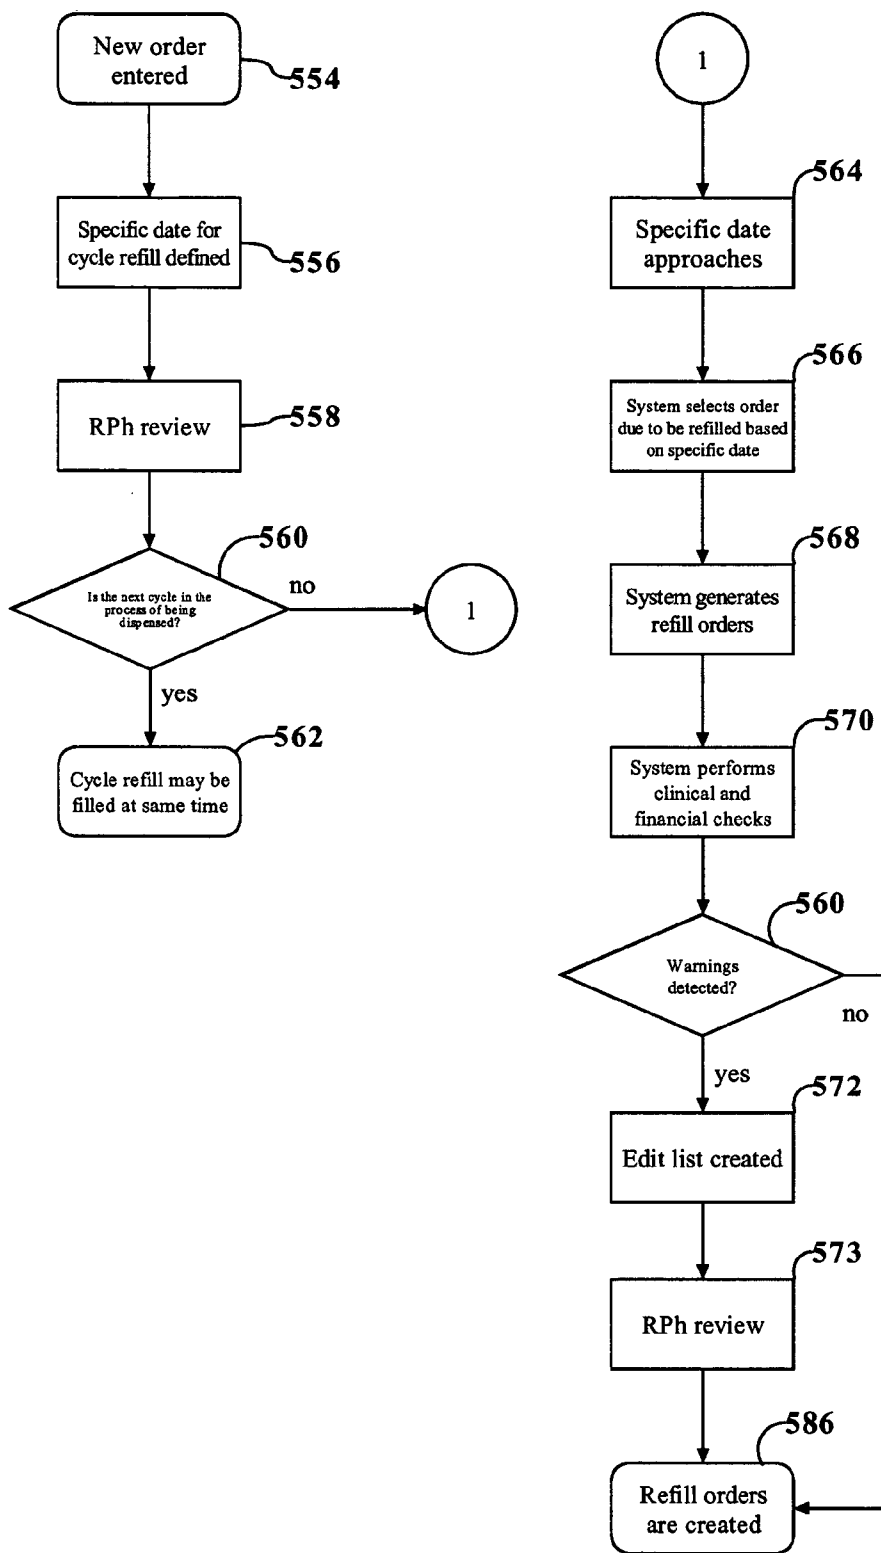 New order
entered
554
Specific date for
cycle refill defined
556
RPh review
558
560
Is the next cycle in the
process of being
dispensed?
no
1
yes
562
Cycle refill may be
filled at same time
1
564
Specific date
approaches
566
System selects order
due to be refilled based
on specific date
568
System generates
refill orders
570
System performs
clinical and
financial checks
560
Warnings
detected?
no
yes
572
Edit list created
573
RPh review
586
Refill orders
are created